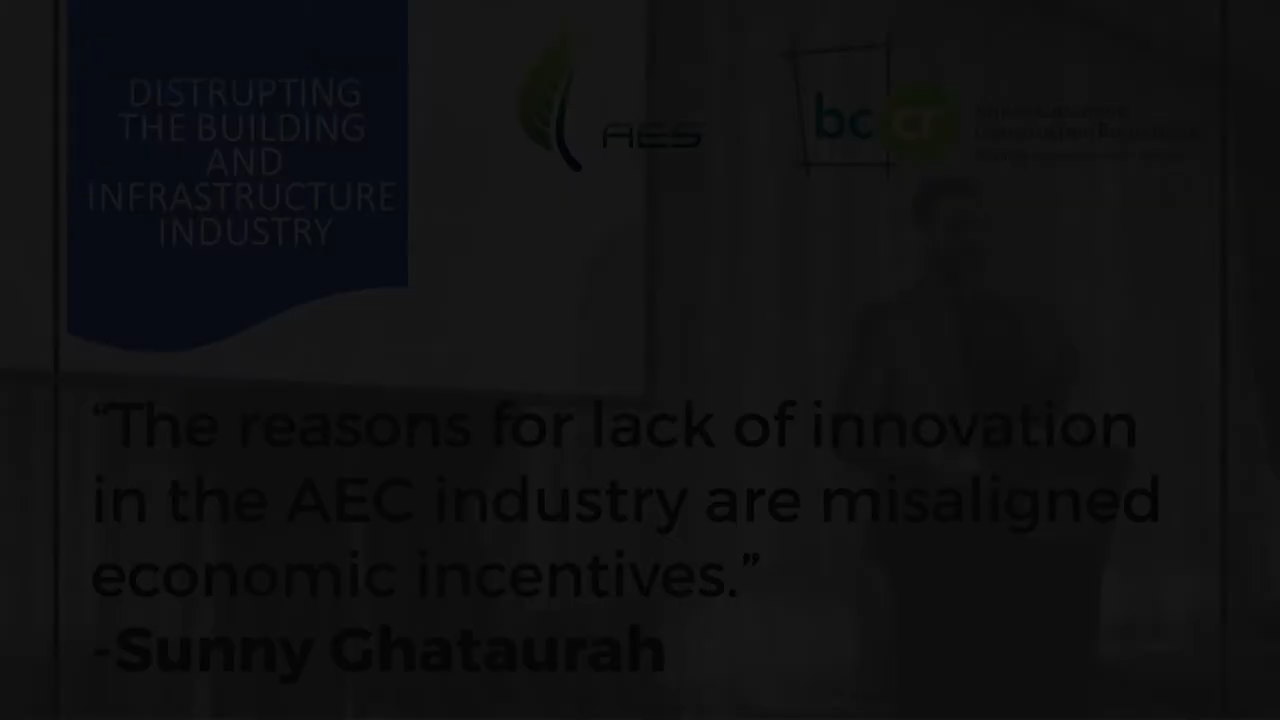 DISTRUPTING
THE BUILDING
AND
INFRASTRUCTURE
INDUSTRY
AES
bc cr
“The reasons for lack of innovation
in the AEC industry are misaligned
economic incentives.”
-Sunny Ghataurah